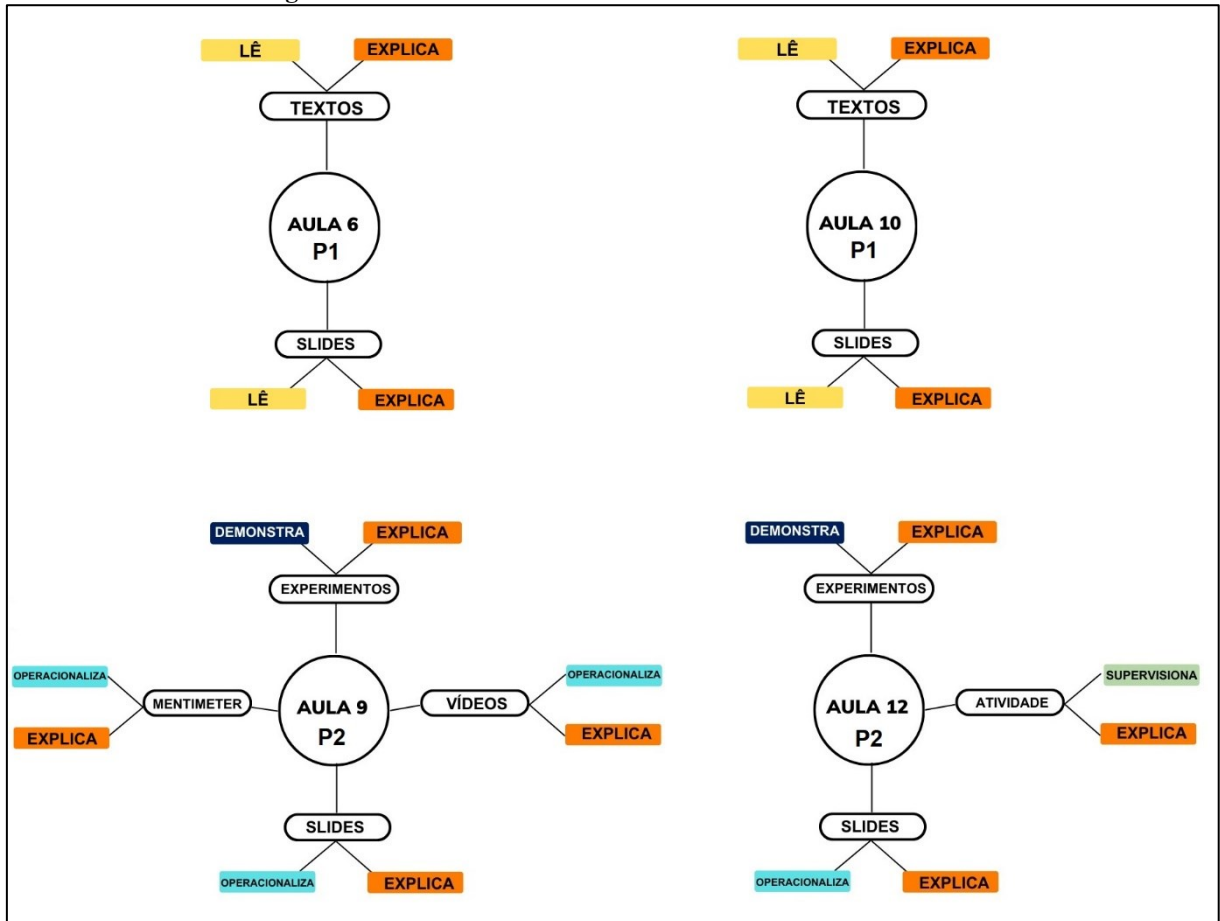 LÊ
EXPLICA
TEXTOS
AULA 6
P1
SLIDES
LÊ
EXPLICA
LÊ
EXPLICA
TEXTOS
AULA 10
P1
SLIDES
LÊ
EXPLICA
DEMONSTRA
EXPLICA
EXPERIMENTOS
OPERACIONALIZA
MENTIMETER
EXPLICA
AULA 9
P2
OPERACIONALIZA
VÍDEOS
EXPLICA
SLIDES
OPERACIONALIZA
EXPLICA
DEMONSTRA
EXPLICA
EXPERIMENTOS
AULA 12
P2
SUPERVISIONA
ATIVIDADE
EXPLICA
SLIDES
OPERACIONALIZA
EXPLICA